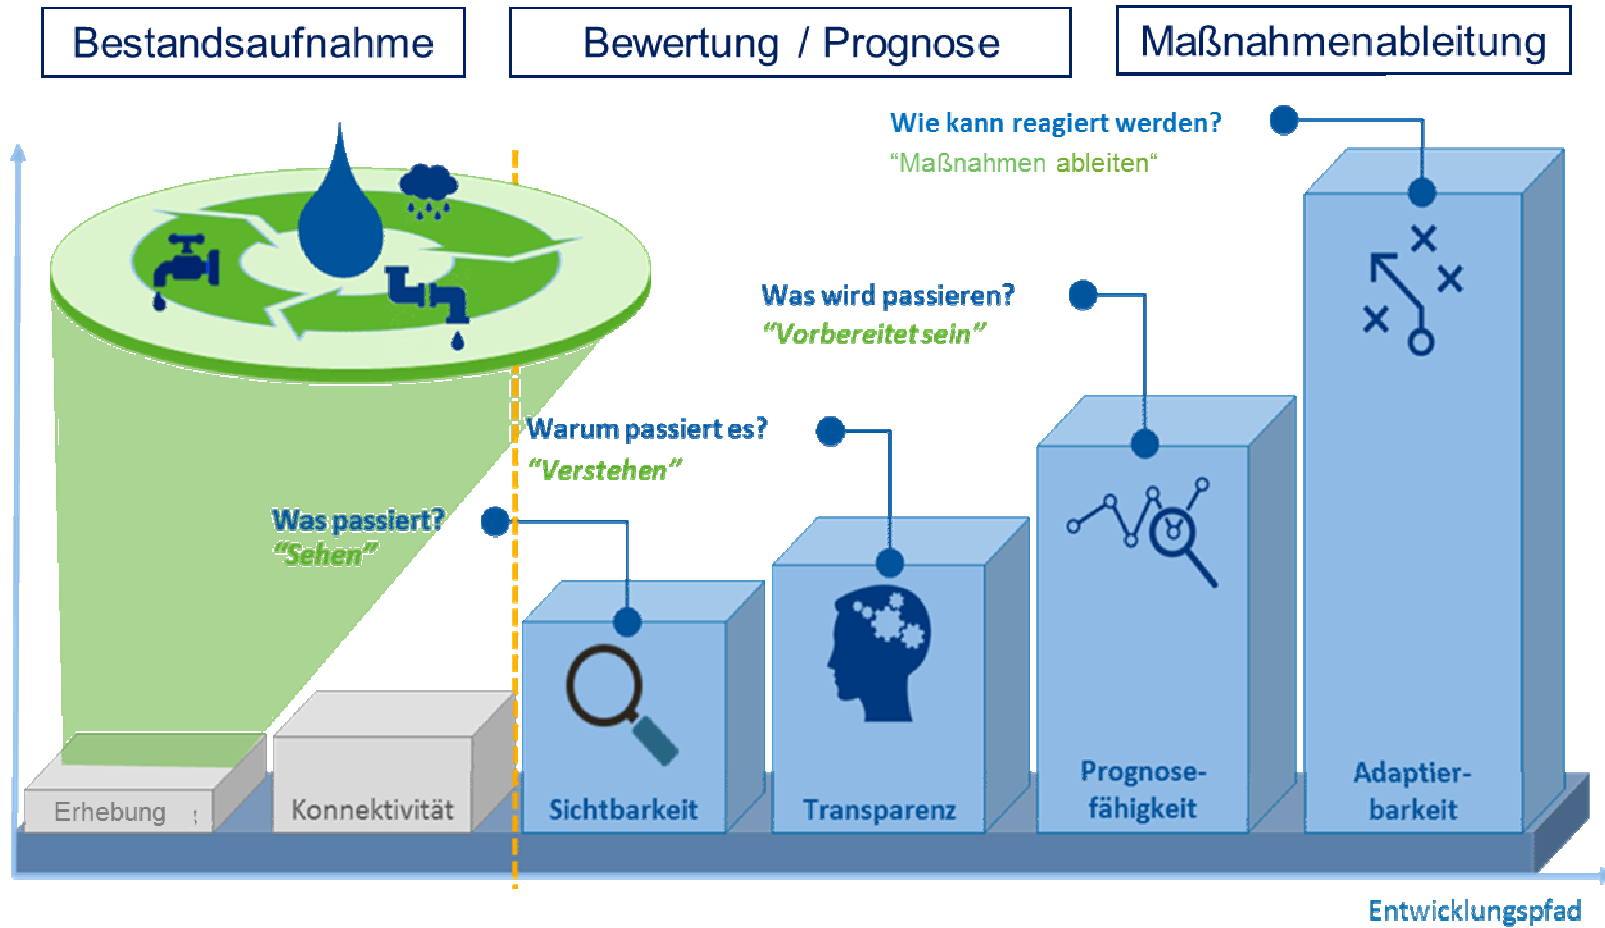 Bestandsaufnahme
Bewertung / Prognose
Maßnahmenableitung
Wie kann reagiert werden?
“Maßnahmen ableiten“
Was wird passieren?
“Vorbereitet sein”
Warum passiert es?
“Verstehen”
Was passiert?
“Sehen”
Erhebung ;
Konnektivität
Sichtbarkeit
Transparenz
Prognose-
fähigkeit
Adaptier-
barkeit
Entwicklungspfad